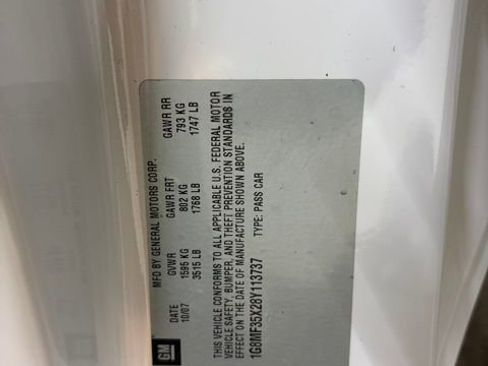 GM
MFD BY GENERAL MOTORS CORP.
DATE GVWR GAWR FRT GAWR RR
10/07 1595 KG 802 KG 793 KG
3515 LB 1768 LB 1747 LB
THIS VEHICLE CONFORMS TO ALL APPLICABLE U.S. FEDERAL MOTOR
VEHICLE SAFETY, BUMPER, AND THEFT PREVENTION STANDARDS IN
EFFECT ON THE DATE OF MANUFACTURE SHOWN ABOVE.
1G8MF35X28Y113737 TYPE: PASS CAR